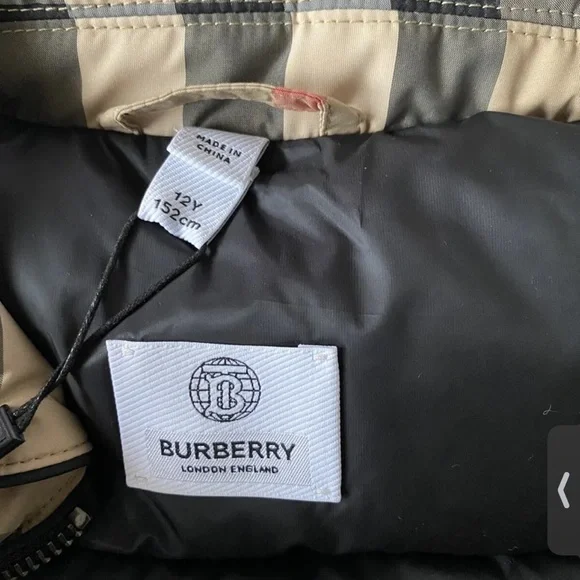 MADE IN
CHINA
12Y
152cm
B
BURBERRY
LONDON ENGLAND